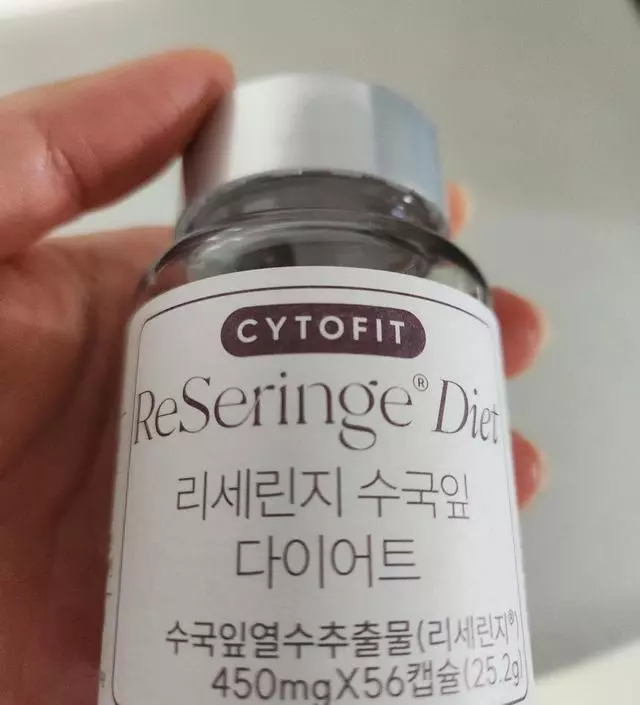 CYTOFIT
ReSeringe® Diet
리세린지 수국잎
다이어트
수국잎열수추출물(리세린지®)
450mgX56캡슐(25.2g)